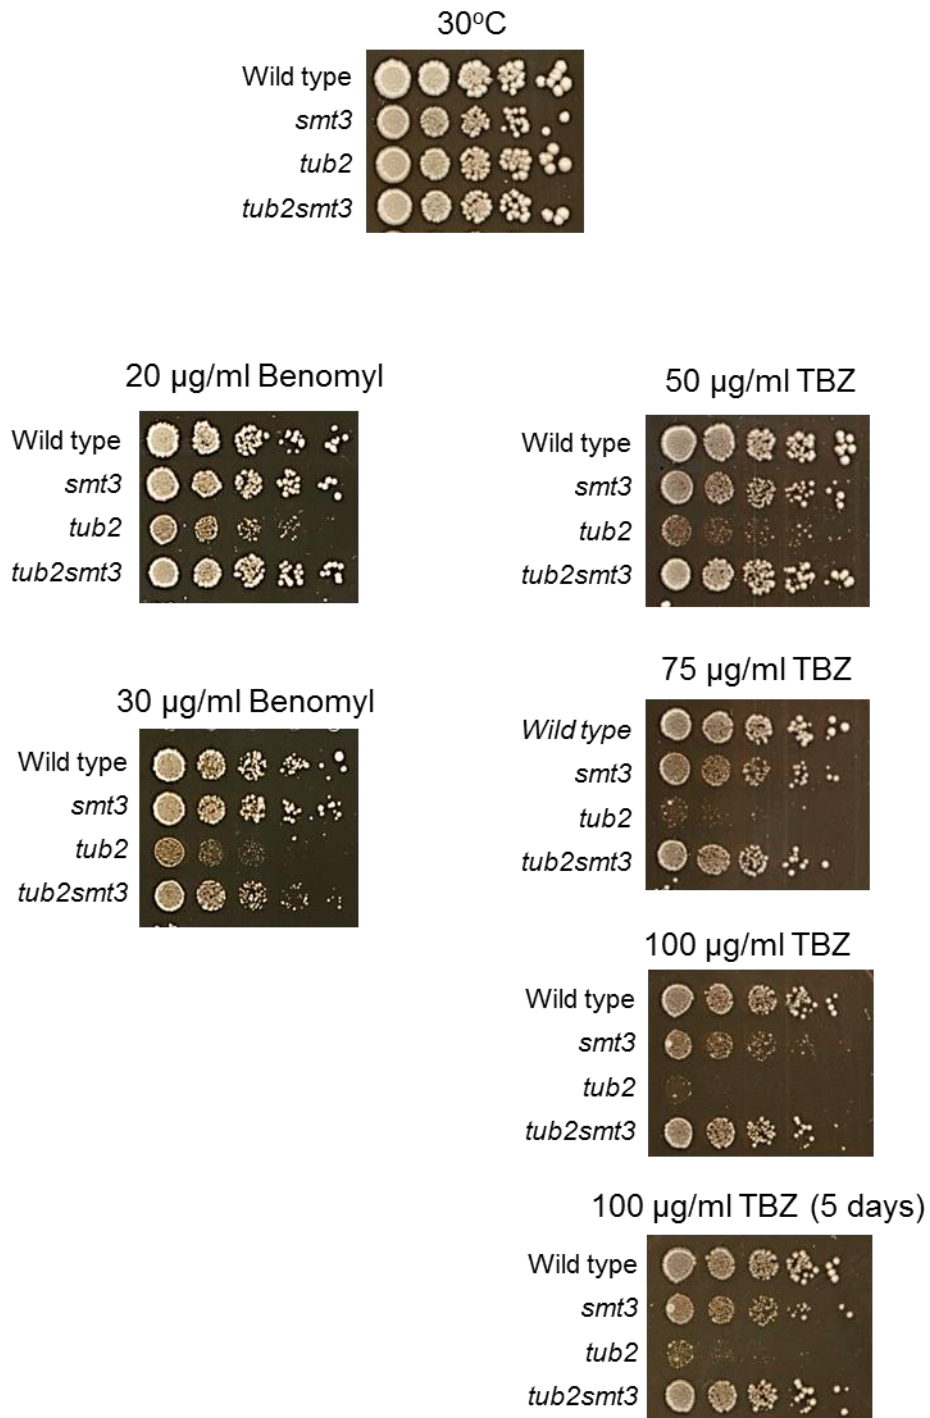 30°C
Wild type
smt3
tub2
tub2smt3
20 µg/ml Benomyl
Wild type
smt3
tub2
tub2smt3
30 µg/ml Benomyl
Wild type
smt3
tub2
tub2smt3
50 µg/ml TBZ
Wild type
smt3
tub2
tub2smt3
75 µg/ml TBZ
Wild type
smt3
tub2
tub2smt3
100 µg/ml TBZ
Wild type
smt3
tub2
tub2smt3
100 µg/ml TBZ (5 days)
Wild type
smt3
tub2
tub2smt3